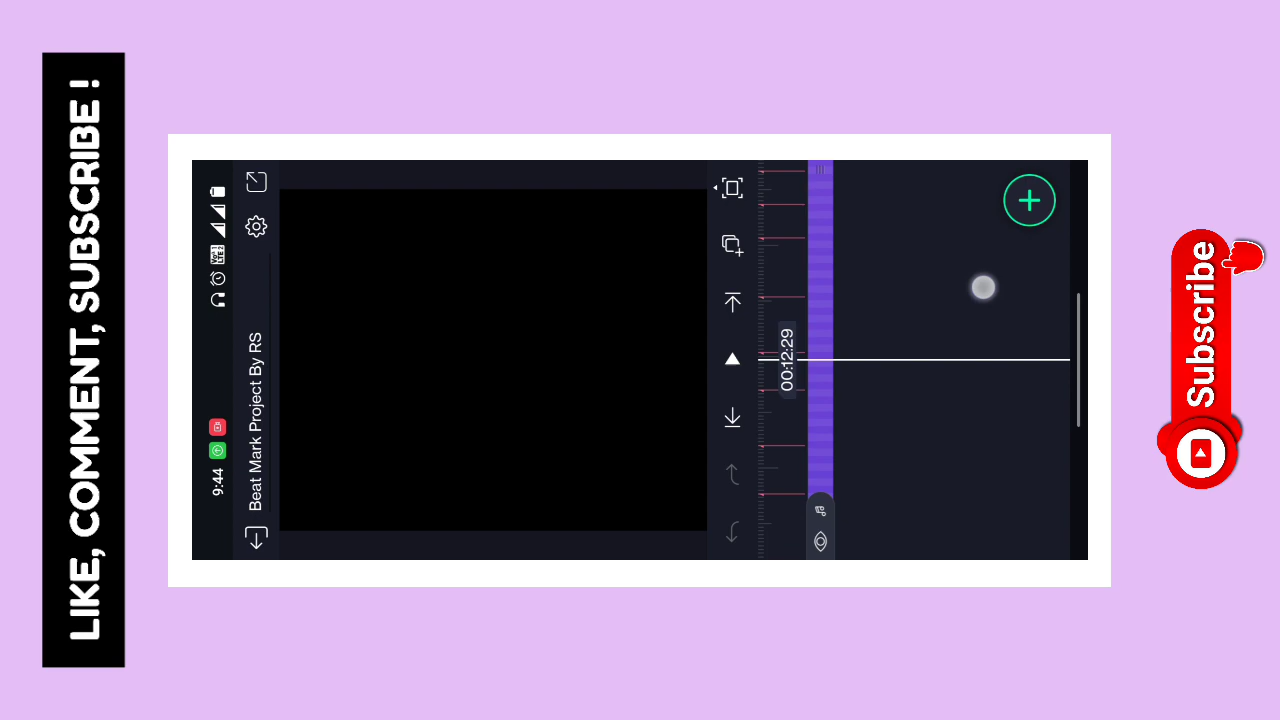 LIKE, COMMENT, SUBSCRIBE !
9:44
Beat Mark Project By RS
00:12:29
Subscribe